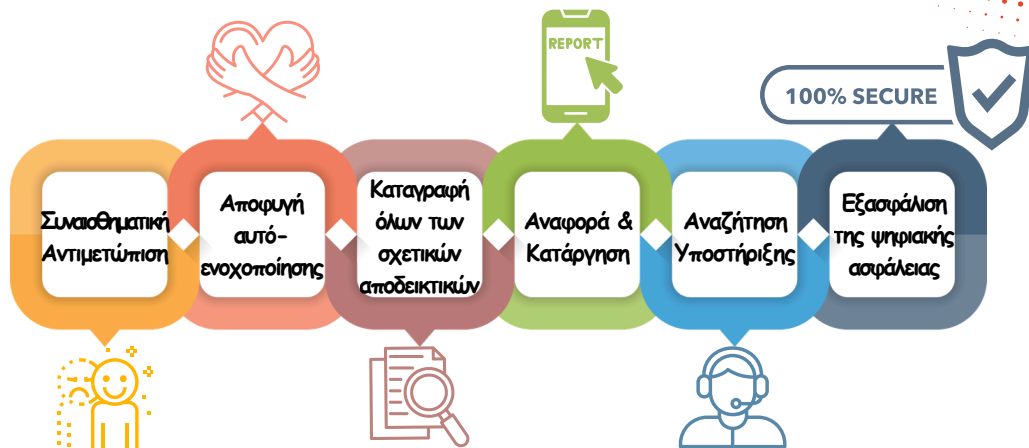 REPORT
100% SECURE
Συναισθηματική
Αντιμετώπιση
Αποφυγή
αυτό-
ενοχοποίησης
Καταγραφή
όλων των
σχετικών
αποδεικτικών
Αναφορά &
Κατάργηση
Αναζήτηση
Υποστήριξης
Εξασφάλιση
της ψηφιακής
ασφάλειας